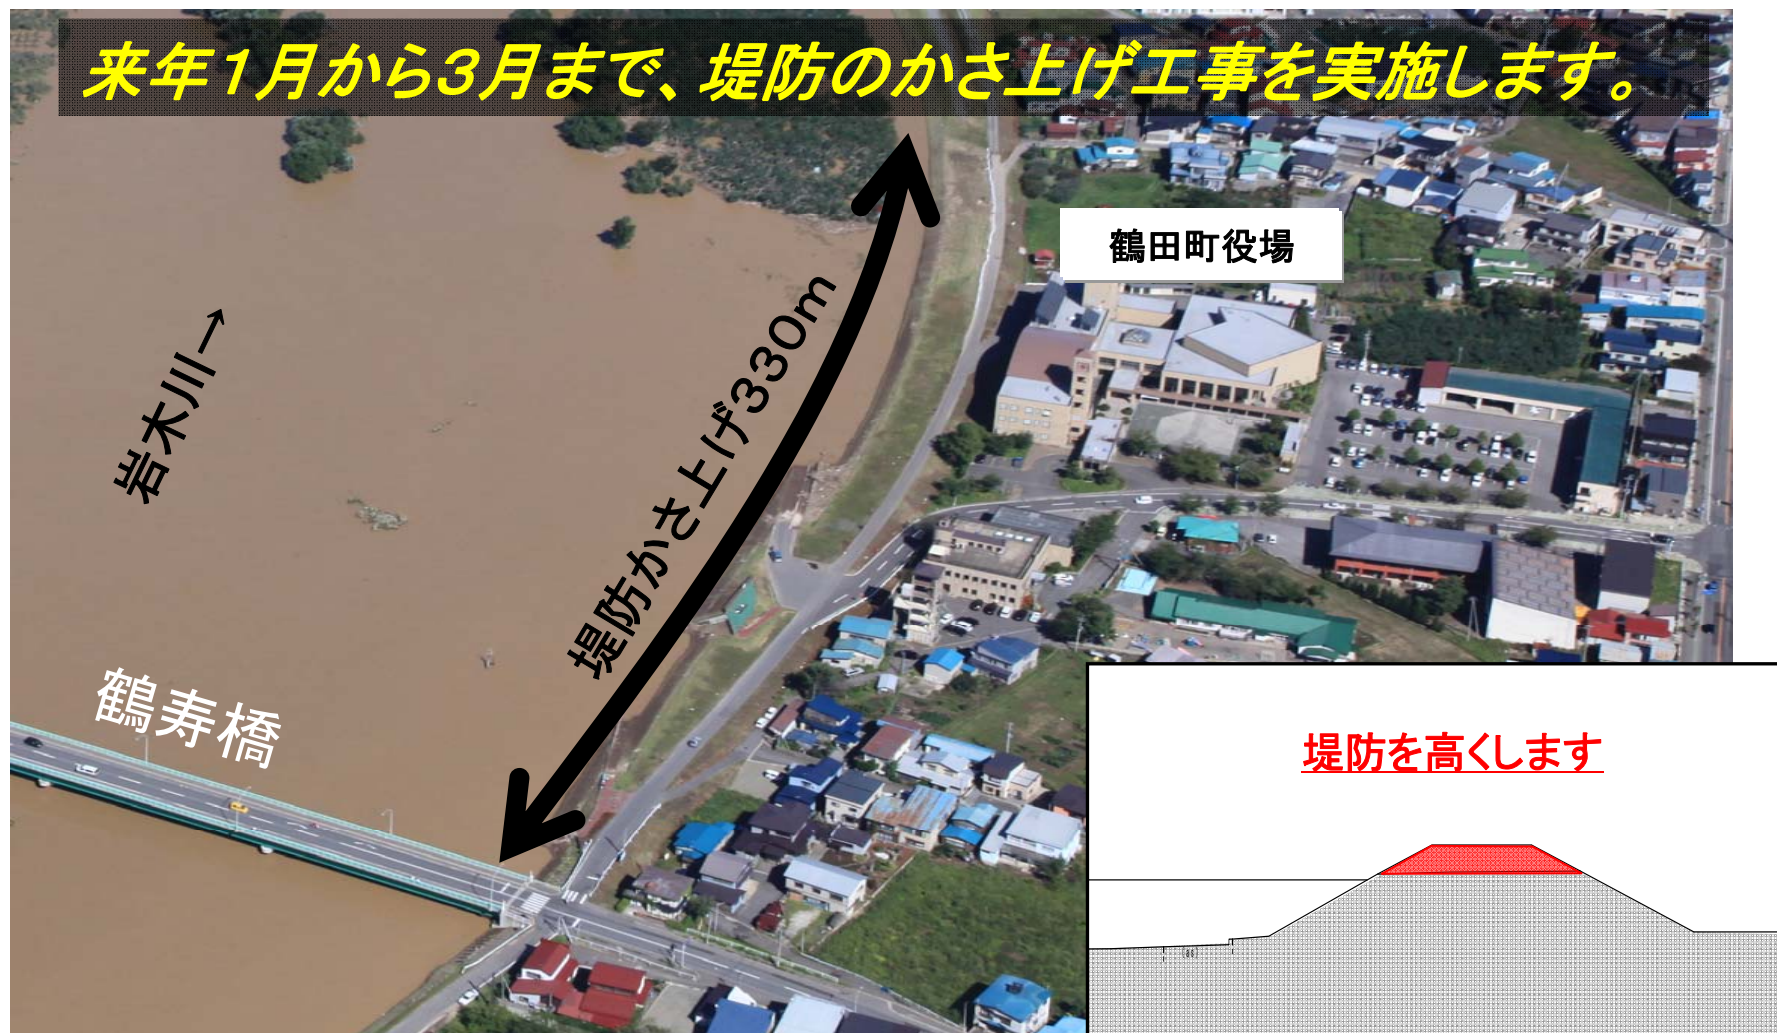 来年１月から３月まで、堤防のかさ上げ工事を実施します。
鶴田町役場
岩木川→
堤防かさ上げ３３０ｍ
鶴寿橋
堤防を高くします